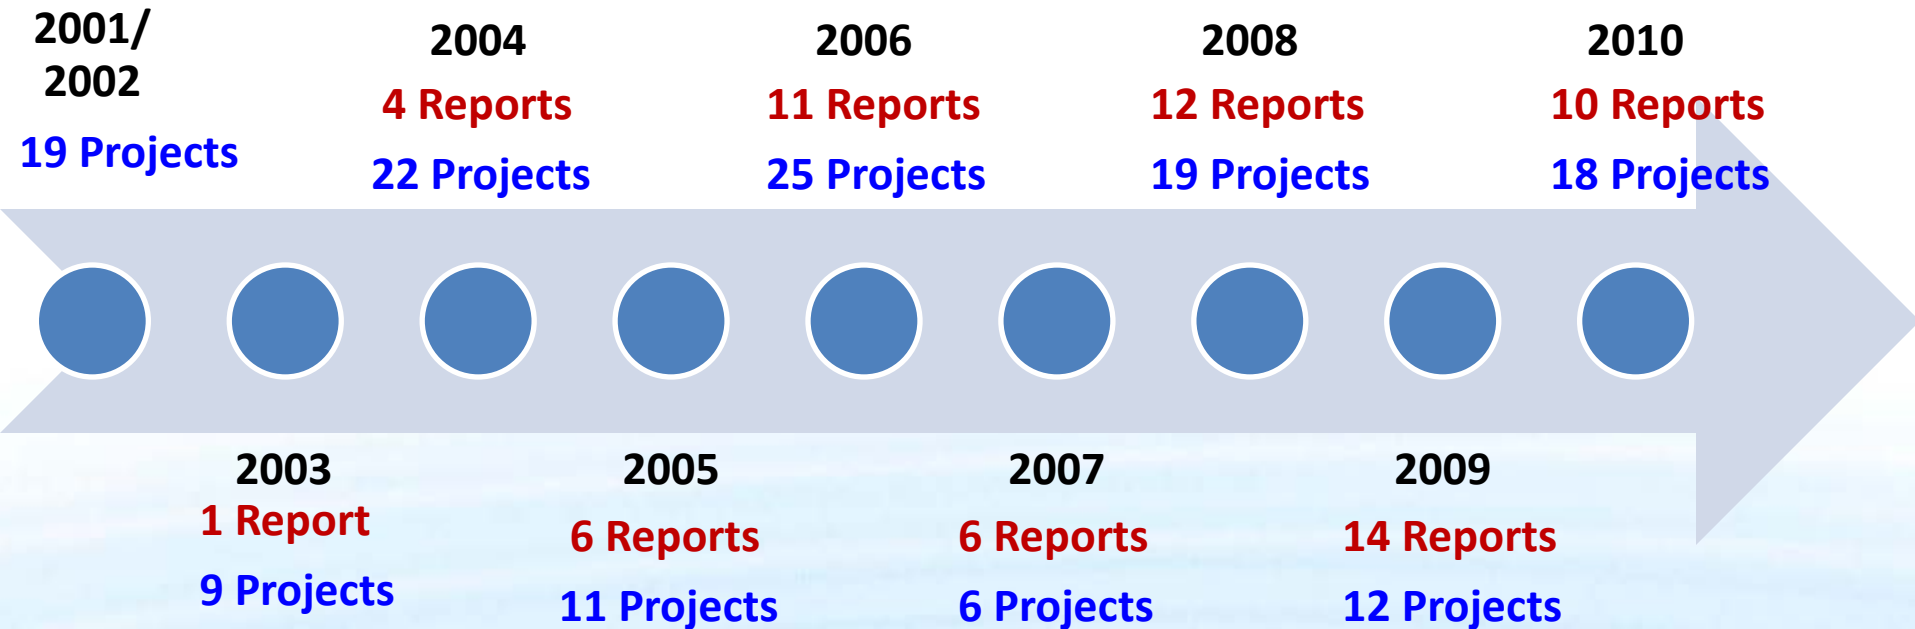 2001/
2002
19 Projects
2004
4 Reports
22 Projects
2006
11 Reports
25 Projects
2008
12 Reports
19 Projects
2010
10 Reports
18 Projects
2003
1 Report
9 Projects
2005
6 Reports
11 Projects
2007
6 Reports
6 Projects
2009
14 Reports
12 Projects